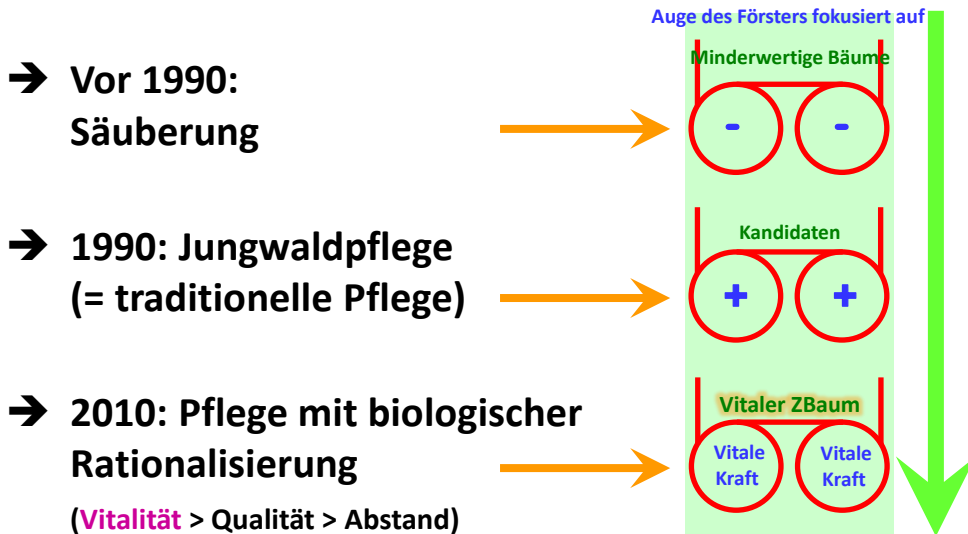 Auge des Försters fokusiert auf
Minderwertige Bäume
➔ Vor 1990:
Säuberung
- -
➔ 1990: Jungwaldpflege
(= traditionelle Pflege)
Kandidaten
+ +
➔ 2010: Pflege mit biologischer
Rationalisierung
(Vitalität > Qualität > Abstand)
Vitaler ZBaum
Vitale Vitale
Kraft Kraft